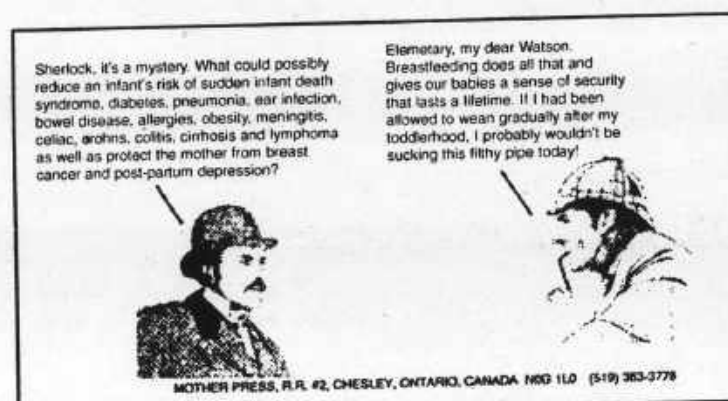 Sherlock, it's a mystery. What could possibly
reduce an infant's risk of sudden infant death
syndrome, diabetes, pneumonia, ear infection,
bowel disease, allergies, obesity, meningitis,
celiac, crohns, colitis, cirrhosis and lymphoma
as well as protect the mother from breast
cancer and post-partum depression?
Elemetary, my dear Watson.
Breastfeeding does all that and
gives our babies a sense of security
that lasts a lifetime. If I had been
allowed to wean gradually after my
toddlerhood, I probably wouldn't be
sucking this filthy pipe today!
MOTHER PRESS, R.R. #2, CHESLEY, ONTARIO, CANADA N0G 1L0 (519) 363-3778